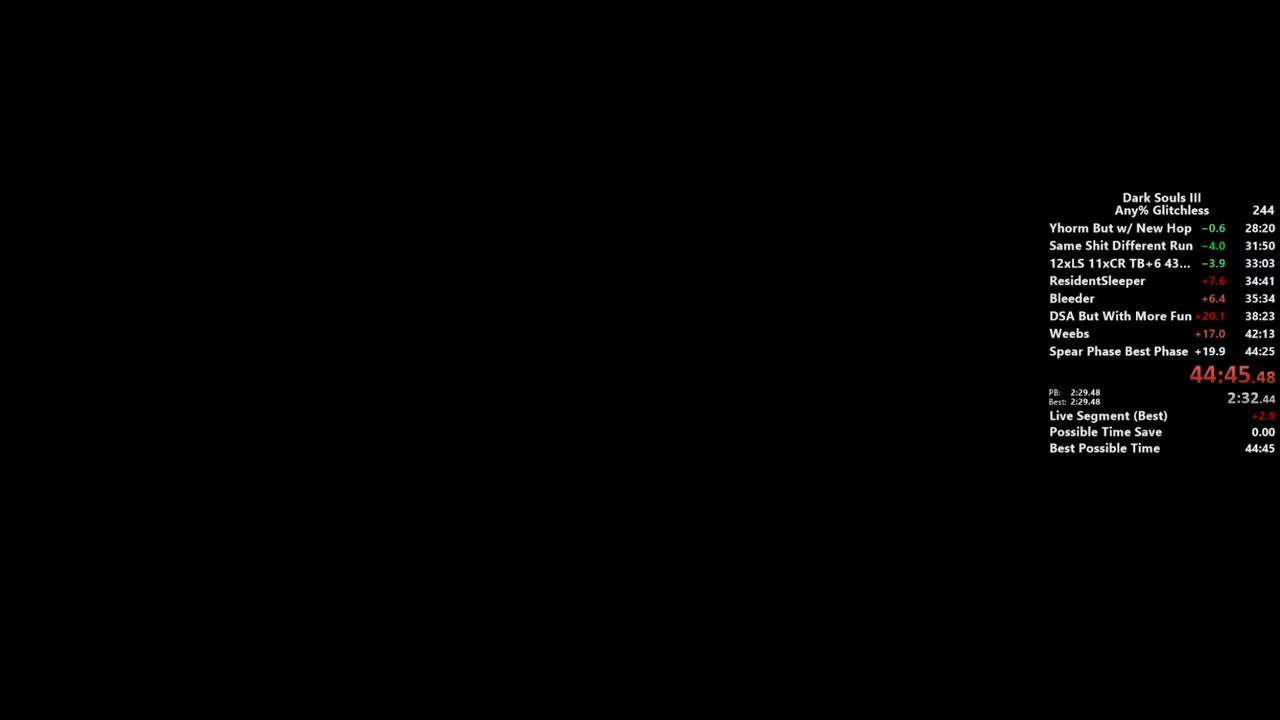 Dark Souls III
Any% Glitchless 244
Yhorm But w/ New Hop −0.6 28:20
Same Shit Different Run −4.0 31:50
12xLS 11xCR TB+6 43... −3.9 33:03
ResidentSleeper +7.6 34:41
Bleeder +6.4 35:34
DSA But With More Fun +20.1 38:23
Weebs +17.0 42:13
Spear Phase Best Phase +19.9 44:25
44:45.48
PB: 2:29.48
Best: 2:29.48
2:32.44
Live Segment (Best) +2.9
Possible Time Save 0.00
Best Possible Time 44:45